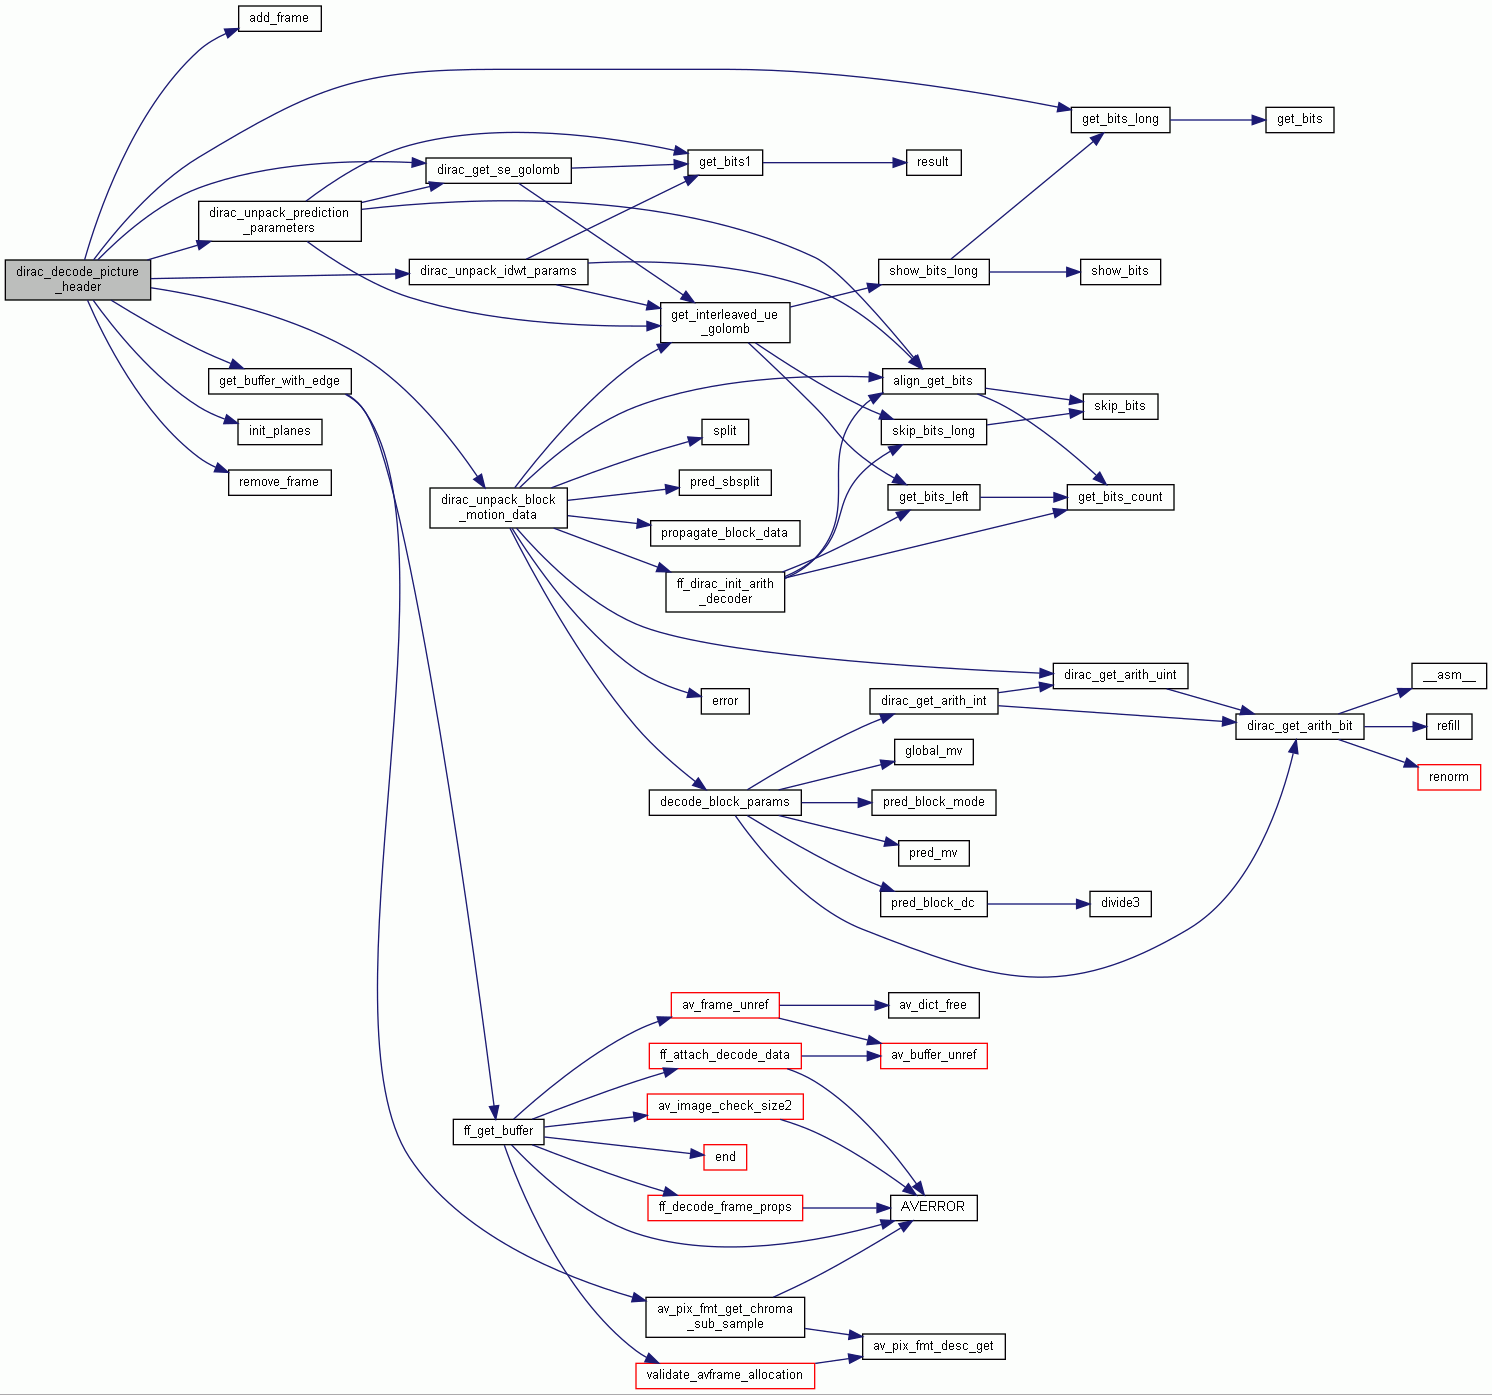 add_frame
get_bits_long
get_bits
dirac_get_se_golomb
get_bits1
result
dirac_unpack_prediction
_parameters
dirac_decode_picture
_header
dirac_unpack_idwt_params
show_bits_long
show_bits
get_interleaved_ue
_golomb
get_buffer_with_edge
align_get_bits
skip_bits
init_planes
split
skip_bits_long
remove_frame
pred_sbsplit
dirac_unpack_block
_motion_data
get_bits_left
get_bits_count
propagate_block_data
ff_dirac_init_arith
_decoder
dirac_get_arith_uint
__asm__
error
dirac_get_arith_int
dirac_get_arith_bit
refill
global_mv
renorm
decode_block_params
pred_block_mode
pred_mv
pred_block_dc
divide3
av_frame_unref
av_dict_free
ff_attach_decode_data
av_buffer_unref
av_image_check_size2
ff_get_buffer
end
ff_decode_frame_props
AVERROR
av_pix_fmt_get_chroma
_sub_sample
av_pix_fmt_desc_get
validate_avframe_allocation